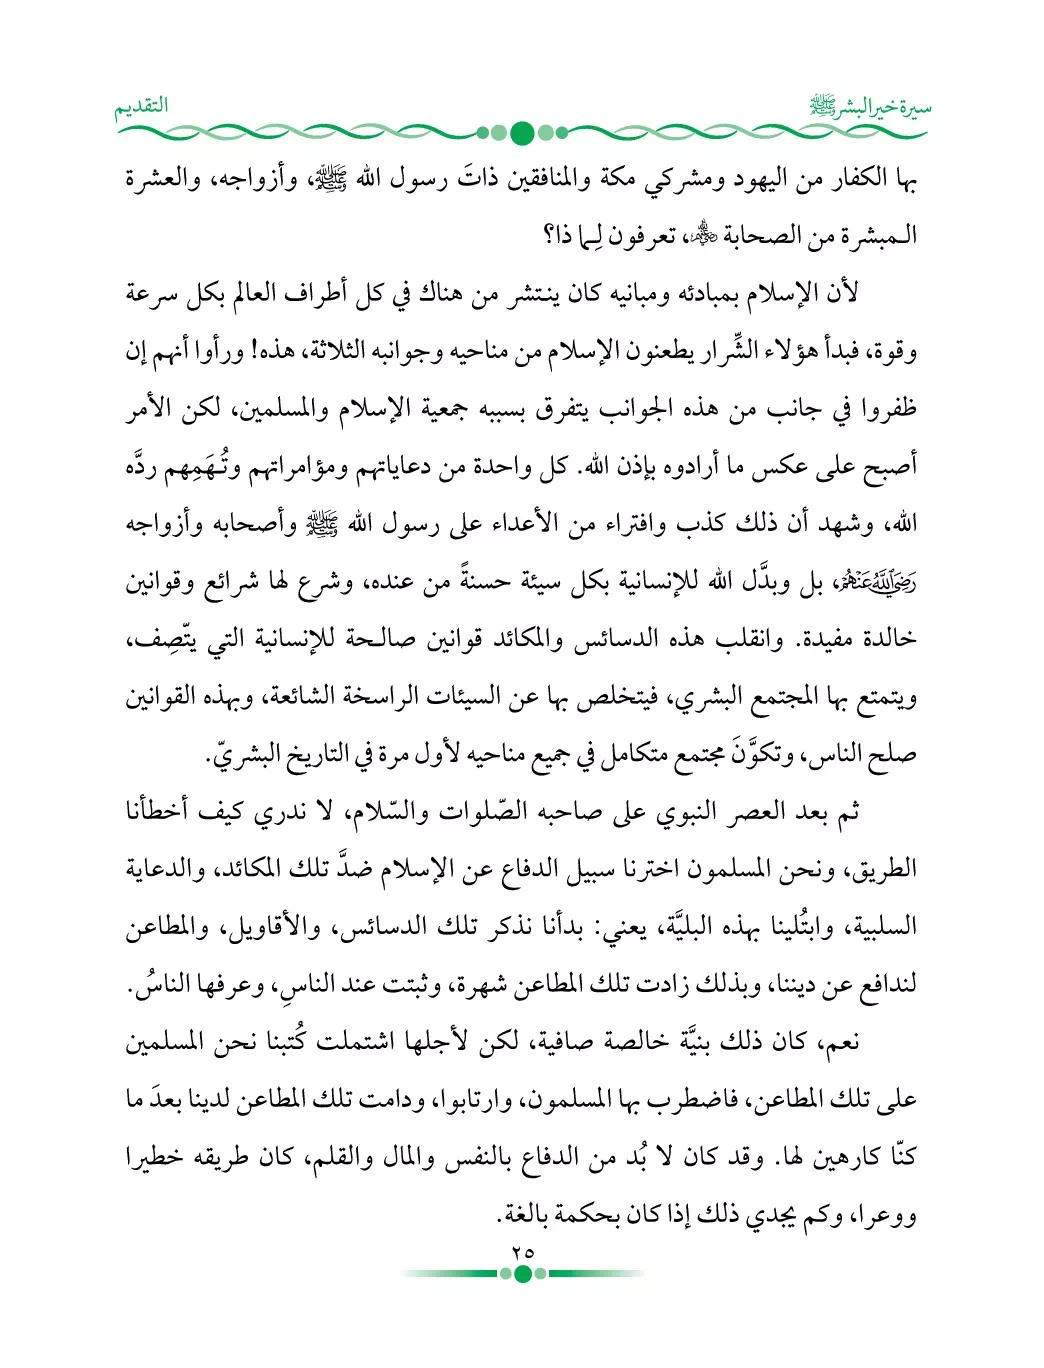 سيرة خير البشر ﷺ
التقديم
بها الكفار من اليهود ومشركي مكة والمنافقين ذاتَ رسول الله ﷺ، وأزواجه، والعشرة
المبشرة من الصحابة ﵃، تعرفون لِما ذا؟
لأن الإسلام بمبادئه ومبانيه كان ينتشر من هناك في كل أطراف العالم بكل سرعة
وقوة، فبدأ هؤلاء الشِّرار يطعنون الإسلام من مناحيه وجوانبه الثلاثة، هذه! ورأوا أنهم إن
ظفروا في جانب من هذه الجوانب يتفرق بسببه جمعية الإسلام والمسلمين، لكن الأمر
أصبح على عكس ما أرادوه بإذن الله. كل واحدة من دعاياتهم ومؤامراتهم وتُهَمِهم ردَّه
الله، وشهد أن ذلك كذب وافتراء من الأعداء على رسول الله ﷺ وأصحابه وأزواجه
رَضِيَ اللَّهُ عَنْهُمْ، بل وبدَّل الله للإنسانية بكل سيئة حسنةً من عنده، وشرع لها شرائع وقوانين
خالدة مفيدة. وانقلب هذه الدسائس والمكائد قوانين صالحة للإنسانية التي يتّصِف،
ويتمتع بها المجتمع البشري، فيتخلص بها عن السيئات الراسخة الشائعة، وبهذه القوانين
صلح الناس، وتكوَّنَ مجتمع متكامل في جميع مناحيه لأول مرة في التاريخ البشريّ.
ثم بعد العصر النبوي على صاحبه الصّلوات والسّلام، لا ندري كيف أخطأنا
الطريق، ونحن المسلمون اخترنا سبيل الدفاع عن الإسلام ضدَّ تلك المكائد، والدعاية
السلبية، وابتُلينا بهذه البليَّة، يعني: بدأنا نذكر تلك الدسائس، والأقاويل، والمطاعن
لندافع عن ديننا، وبذلك زادت تلك المطاعن شهرة، وثبتت عند الناسِ، وعرفها الناسُ.
نعم، كان ذلك بنيَّة خالصة صافية، لكن لأجلها اشتملت كُتبنا نحن المسلمين
على تلك المطاعن، فاضطرب بها المسلمون، وارتابوا، ودامت تلك المطاعن لدينا بعدَ ما
كنّا كارهين لها. وقد كان لا بُد من الدفاع بالنفس والمال والقلم، كان طريقه خطيرا
ووعرا، وكم يجدي ذلك إذا كان بحكمة بالغة.
٢٥